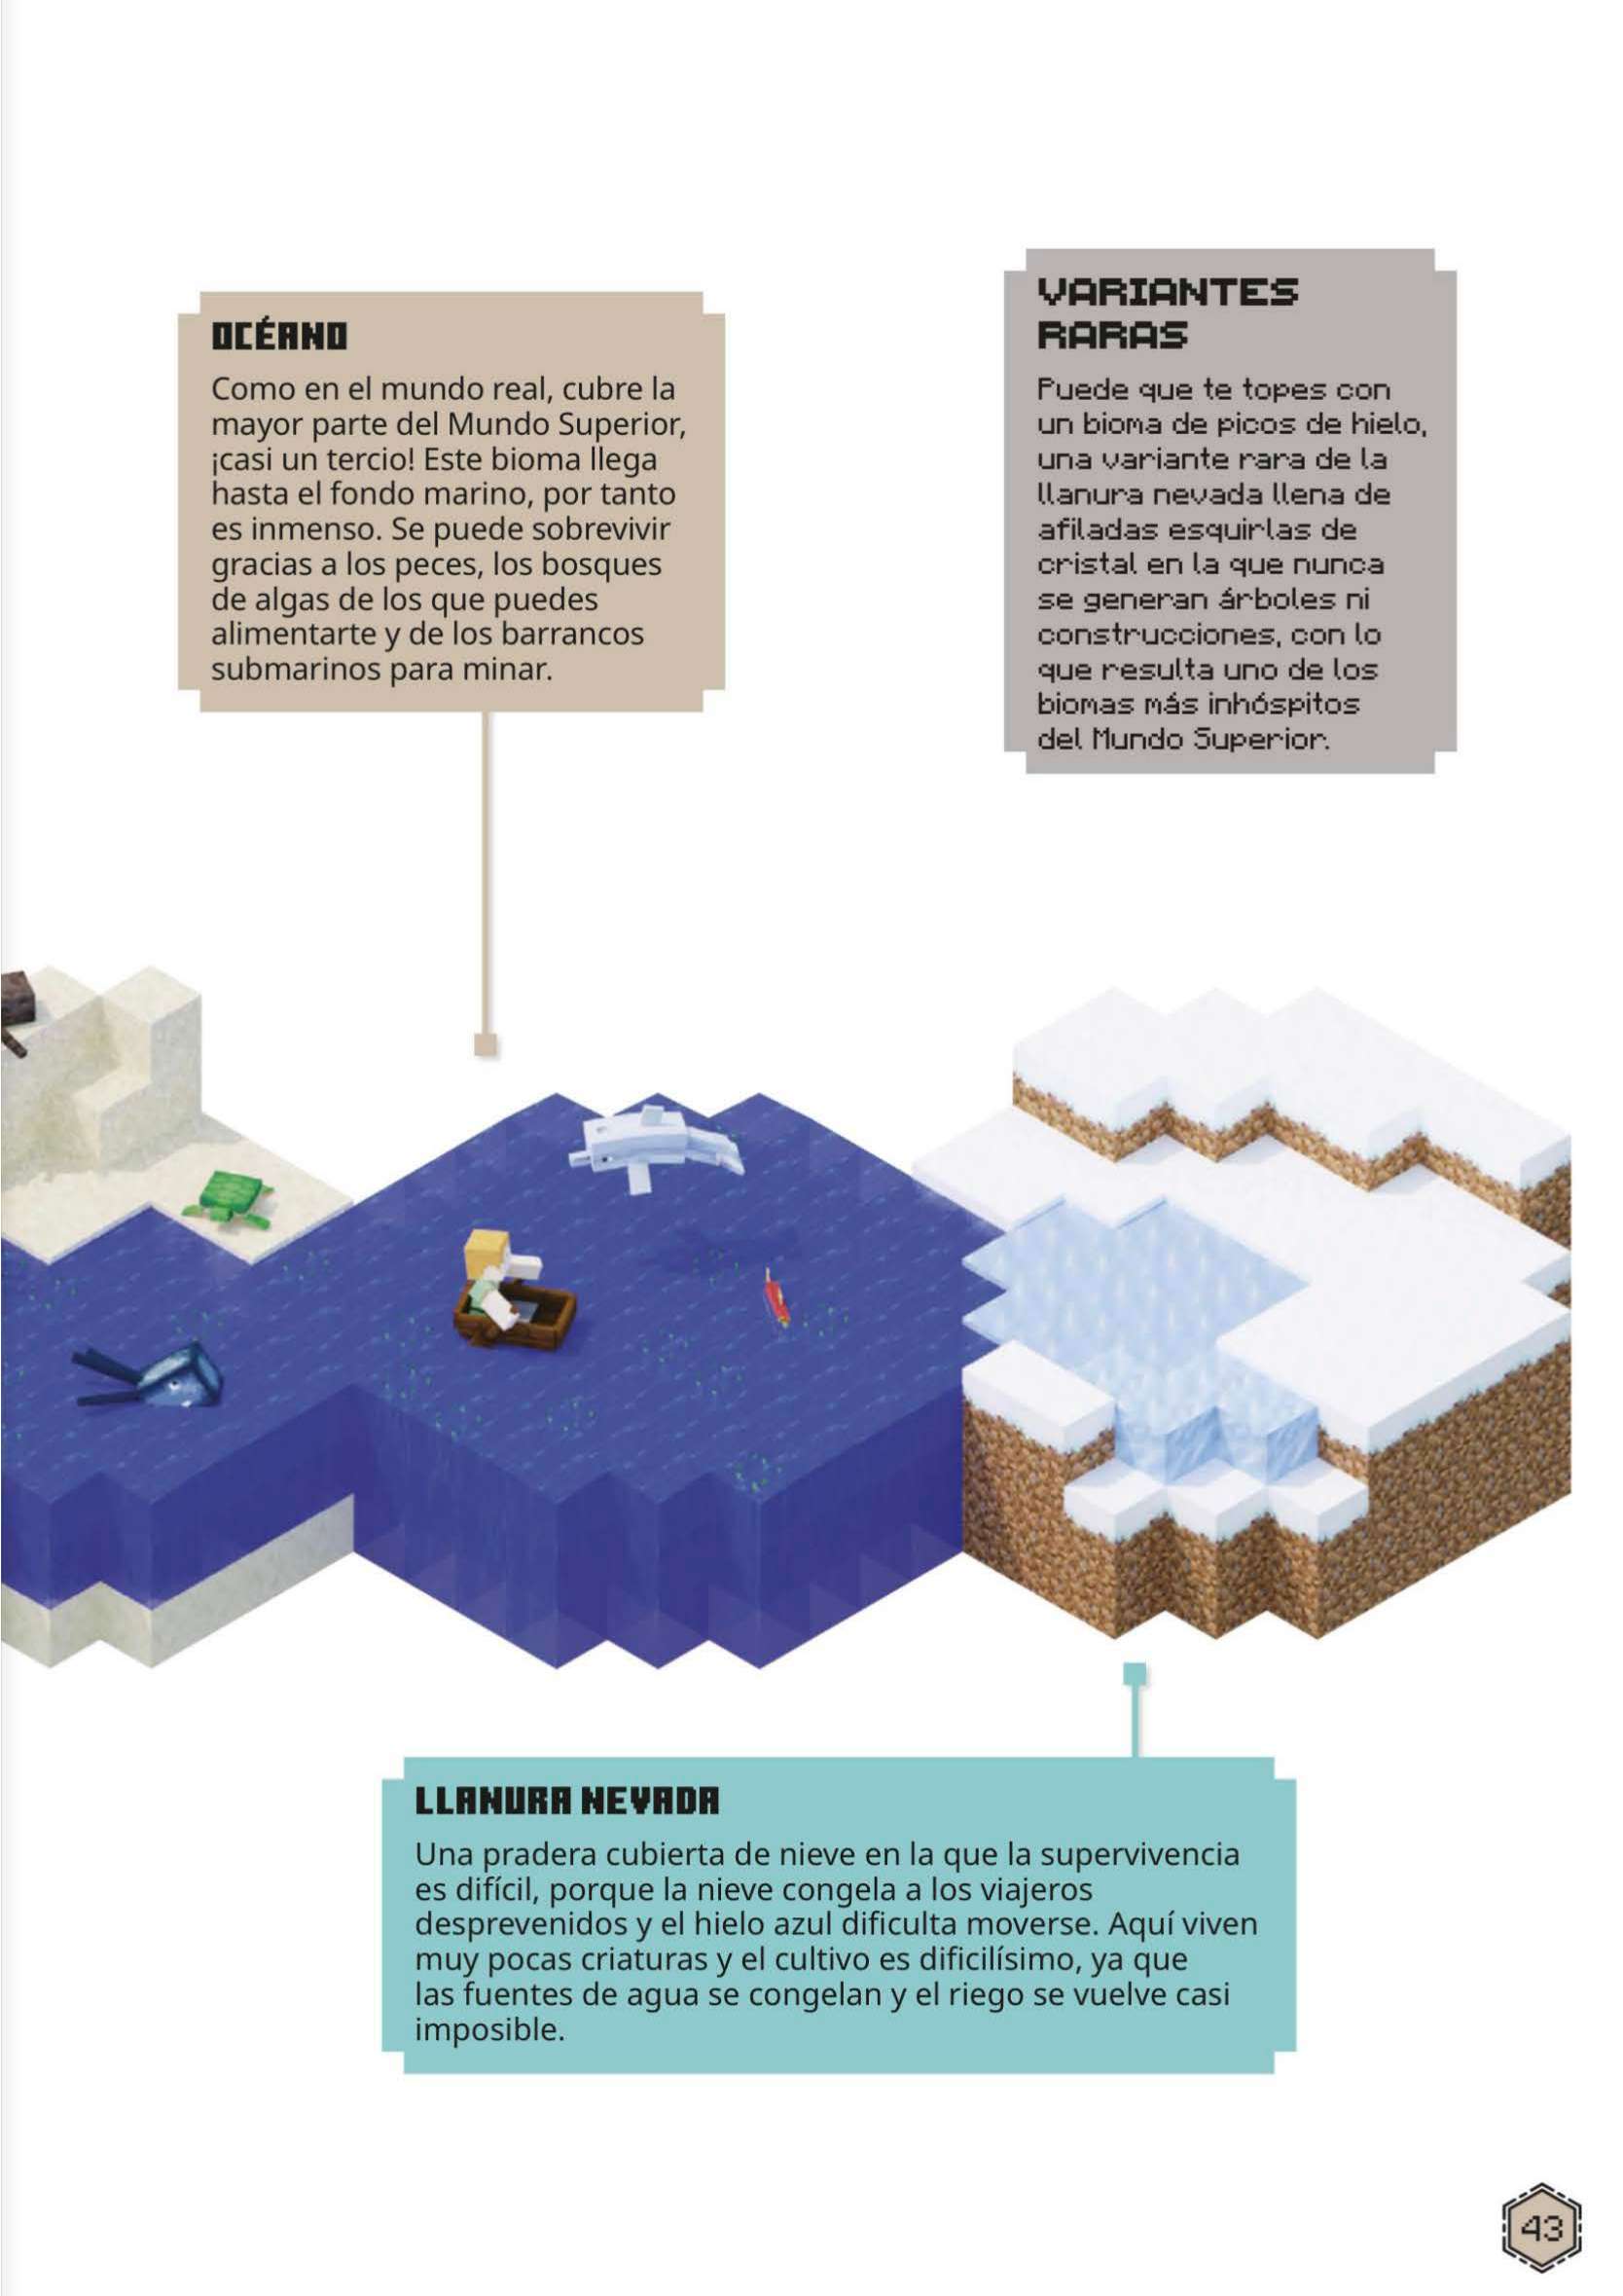 OCÉANO
Como en el mundo real, cubre la
mayor parte del Mundo Superior,
¡casi un tercio! Este bioma llega
hasta el fondo marino, por tanto
es inmenso. Se puede sobrevivir
gracias a los peces, los bosques
de algas de los que puedes
alimentarte y de los barrancos
submarinos para minar.
VARIANTES
RARAS
Puede que te topes con
un bioma de picos de hielo,
una variante rara de la
llanura nevada llena de
afiladas esquirlas de
cristal en la que nunca
se generan árboles ni
construcciones, con lo
que resulta uno de los
biomas más inhóspitos
del Mundo Superior.
LLANURA NEVADA
Una pradera cubierta de nieve en la que la supervivencia
es difícil, porque la nieve congela a los viajeros
desprevenidos y el hielo azul dificulta moverse. Aquí viven
muy pocas criaturas y el cultivo es dificilísimo, ya que
las fuentes de agua se congelan y el riego se vuelve casi
imposible.
43